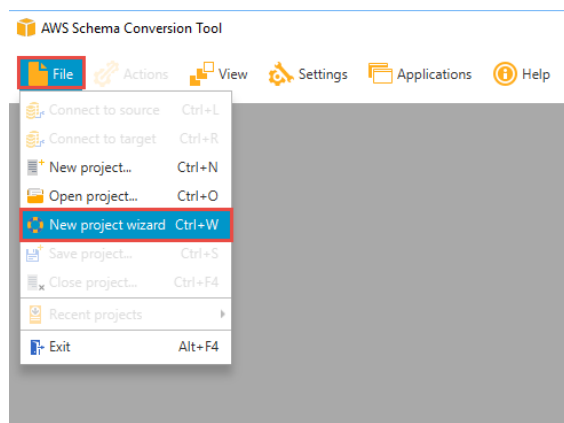 AWS Schema Conversion Tool
File Actions View Settings Applications Help
Connect to source Ctrl+L
Connect to target Ctrl+R
New project... Ctrl+N
Open project... Ctrl+O
New project wizard Ctrl+W
Save project... Ctrl+S
Close project... Ctrl+F4
Recent projects
Exit Alt+F4